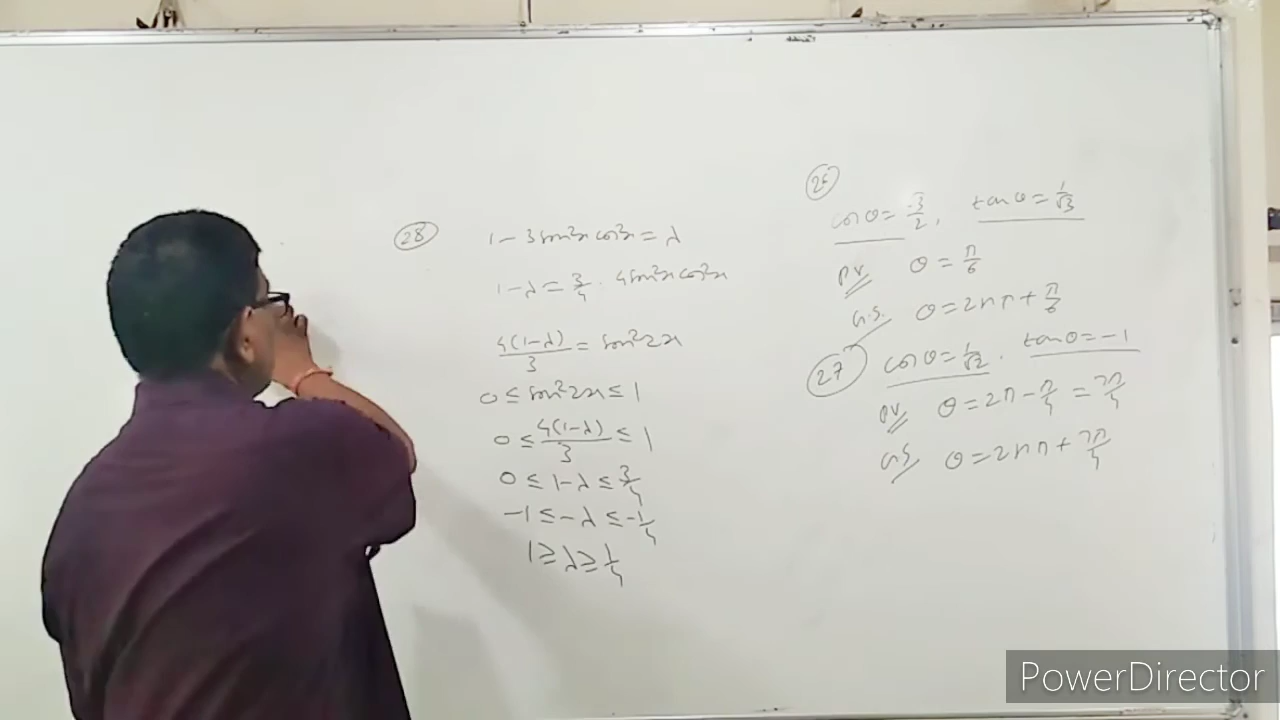 (28) 1 - 3 sin²x cos²x = λ
1 - λ = 3/4 . 4 sin²x cos²x
4(1-λ)/3 = sin²2x
0 ≤ sin²2x ≤ 1
0 ≤ 4(1-λ)/3 ≤ 1
0 ≤ 1-λ ≤ 3/4
-1 ≤ -λ ≤ -1/4
1 ≥ λ ≥ 1/4
cosθ = -3/2, tanθ = 1/√3
PV θ = π/6
G.S. θ = 2nπ + π/6
(27) cosθ = 1/√2 . tanθ = -1
PV θ = 2π - π/4 = 7π/4
GS θ = 2nπ + 7π/4
PowerDirector